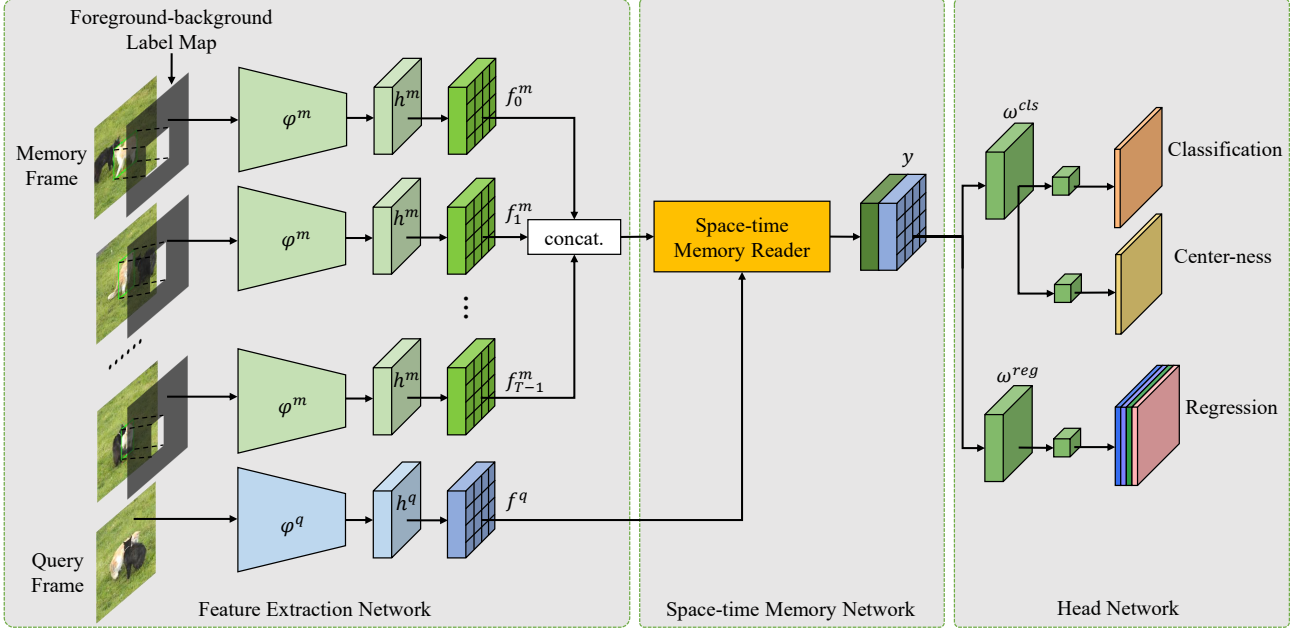 Foreground-background
Label Map
Memory
Frame
φ^m
h^m
f_0^m
φ^m
h^m
f_1^m
concat.
φ^m
h^m
f_{T-1}^m
φ^q
h^q
f^q
Query
Frame
Feature Extraction Network
Space-time
Memory Reader
y
Space-time Memory Network
ω^{cls}
Classification
Center-ness
ω^{reg}
Regression
Head Network